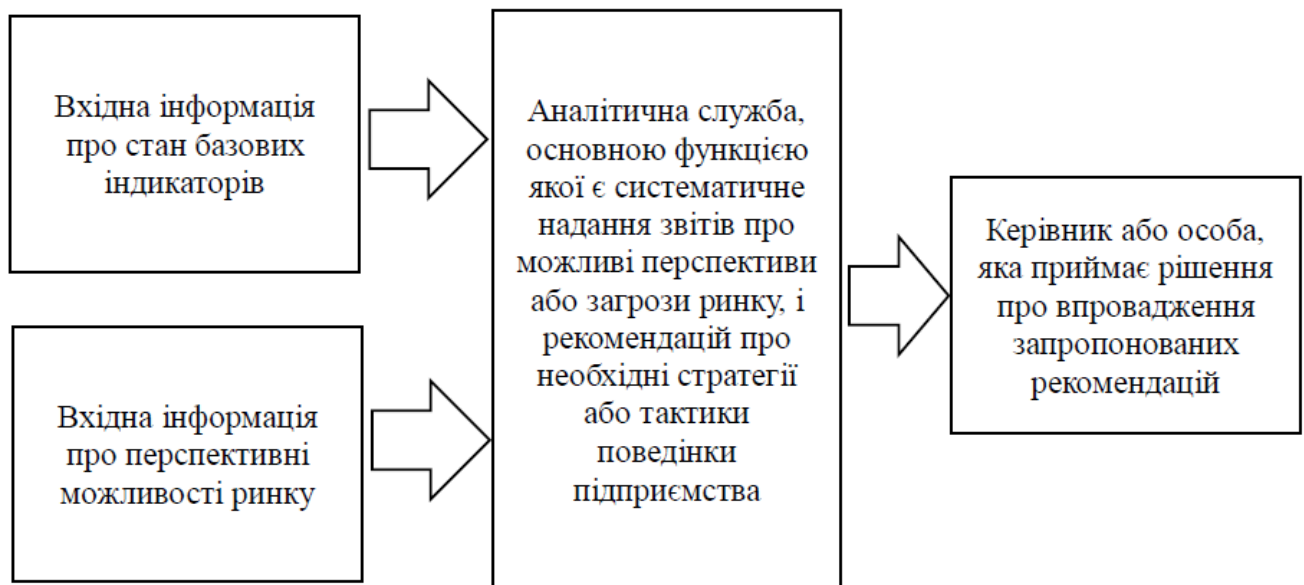 Вхідна інформація
про стан базових
індикаторів
Вхідна інформація
про перспективні
можливості ринку
Аналітична служба,
основною функцією
якої є систематичне
надання звітів про
можливі перспективи
або загрози ринку, і
рекомендацій про
необхідні стратегії
або тактики
поведінки
підприємства
Керівник або особа,
яка приймає рішення
про впровадження
запропонованих
рекомендацій